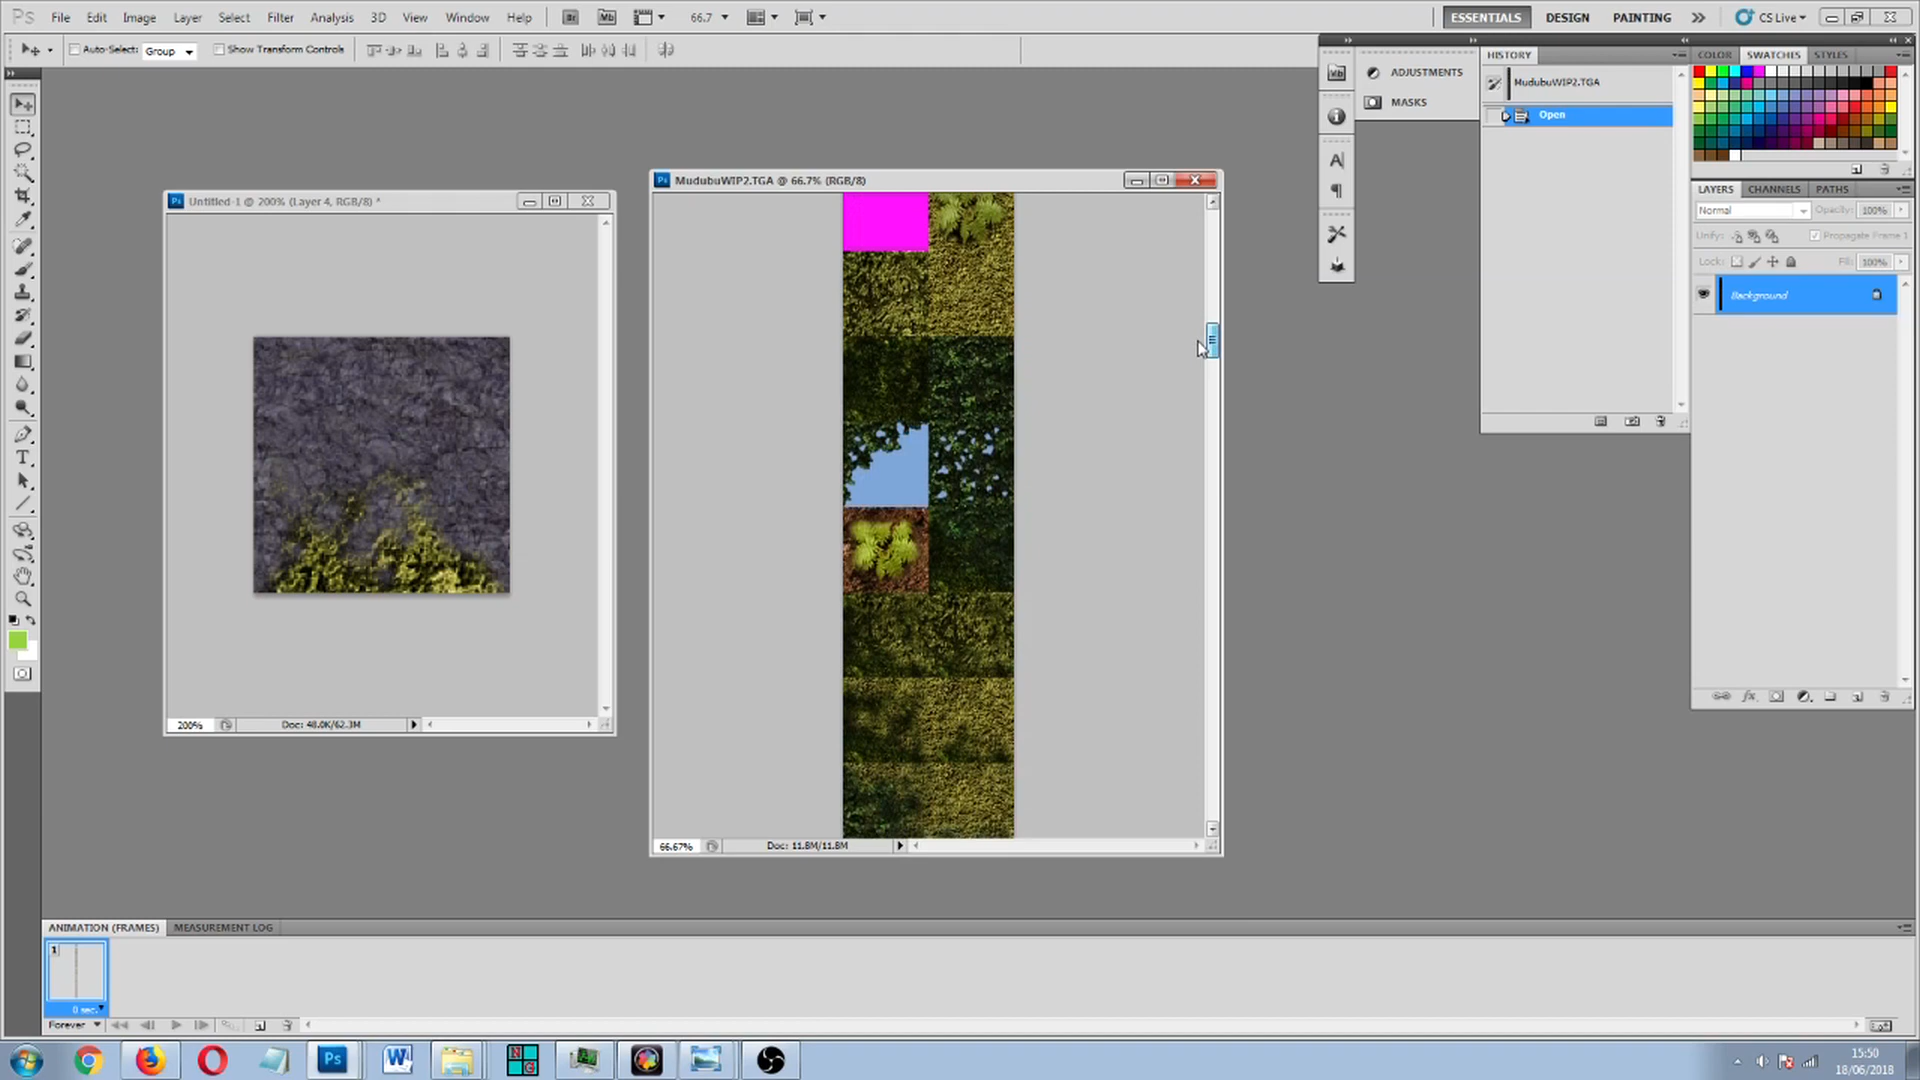 Ps File Edit Image Layer Select Filter Analysis 3D View Window Help Br Mb 66.7 ESSENTIALS DESIGN PAINTING CS Live
Auto-Select: Group Show Transform Controls
HISTORY COLOR SWATCHES STYLES
ADJUSTMENTS MudubuWIP2.TGA
MASKS Open
MudubuWIP2.TGA @ 66.7% (RGB/8)
Untitled-1 @ 200% (Layer 4, RGB/8) *
LAYERS CHANNELS PATHS
Normal Opacity: 100%
Unify: Propagate Frame 1
Lock: Fill: 100%
Background
200% Doc: 48.0K/62.3M
66.67% Doc: 11.8M/11.8M
ANIMATION (FRAMES) MEASUREMENT LOG
1
0 sec.
Forever
15:50
18/06/2018